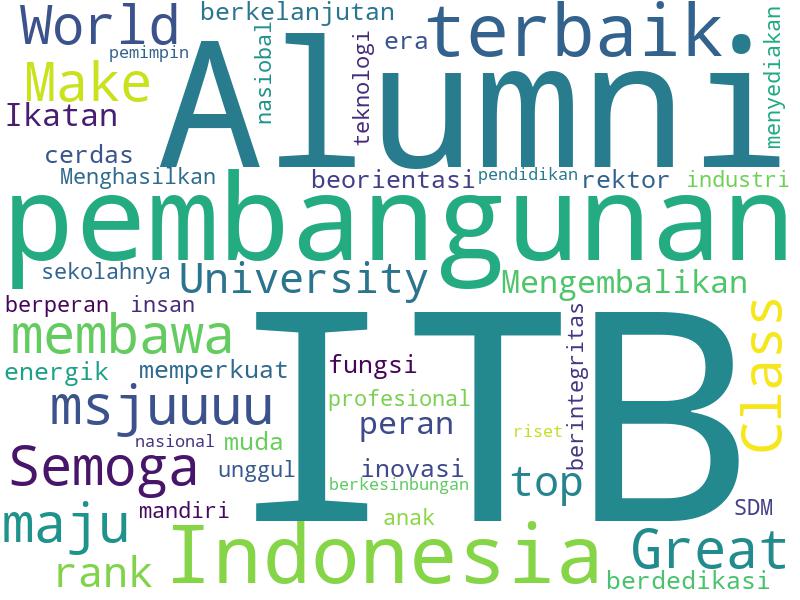 World
berkelanjutan
terbaik
pemimpin
nasiobal
teknologi
era
menyediakan
Make
Alumni
Ikatan
cerdas
Menghasilkan
beorientasi
pendidikan
rektor
industri
pembangunan
sekolahnya
University
Mengembalikan
berperan
insan
membawa
ITB
berintegritas
Class
energik
memperkuat
fungsi
msjuuuu
profesional
peran
riset
nasional
muda
Semoga
unggul
inovasi
berkesinbungan
top
maju
mandiri
anak
SDM
rank
Indonesia
Great
berdedikasi